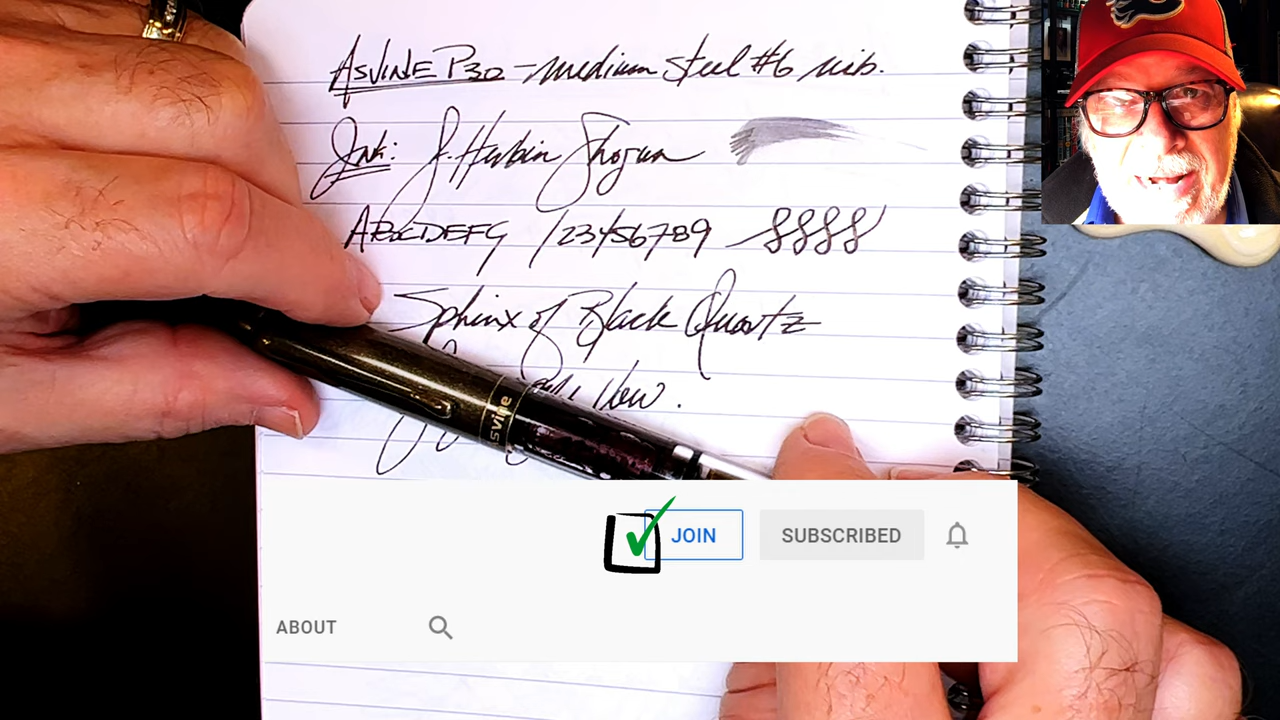 ASVINE P30 - medium steel #6 nib.
Ink: J. Herbin Shogun
ABCDEFG 123456789
Sphinx of Black Quartz
vow.
Asvine
JOIN
SUBSCRIBED
ABOUT